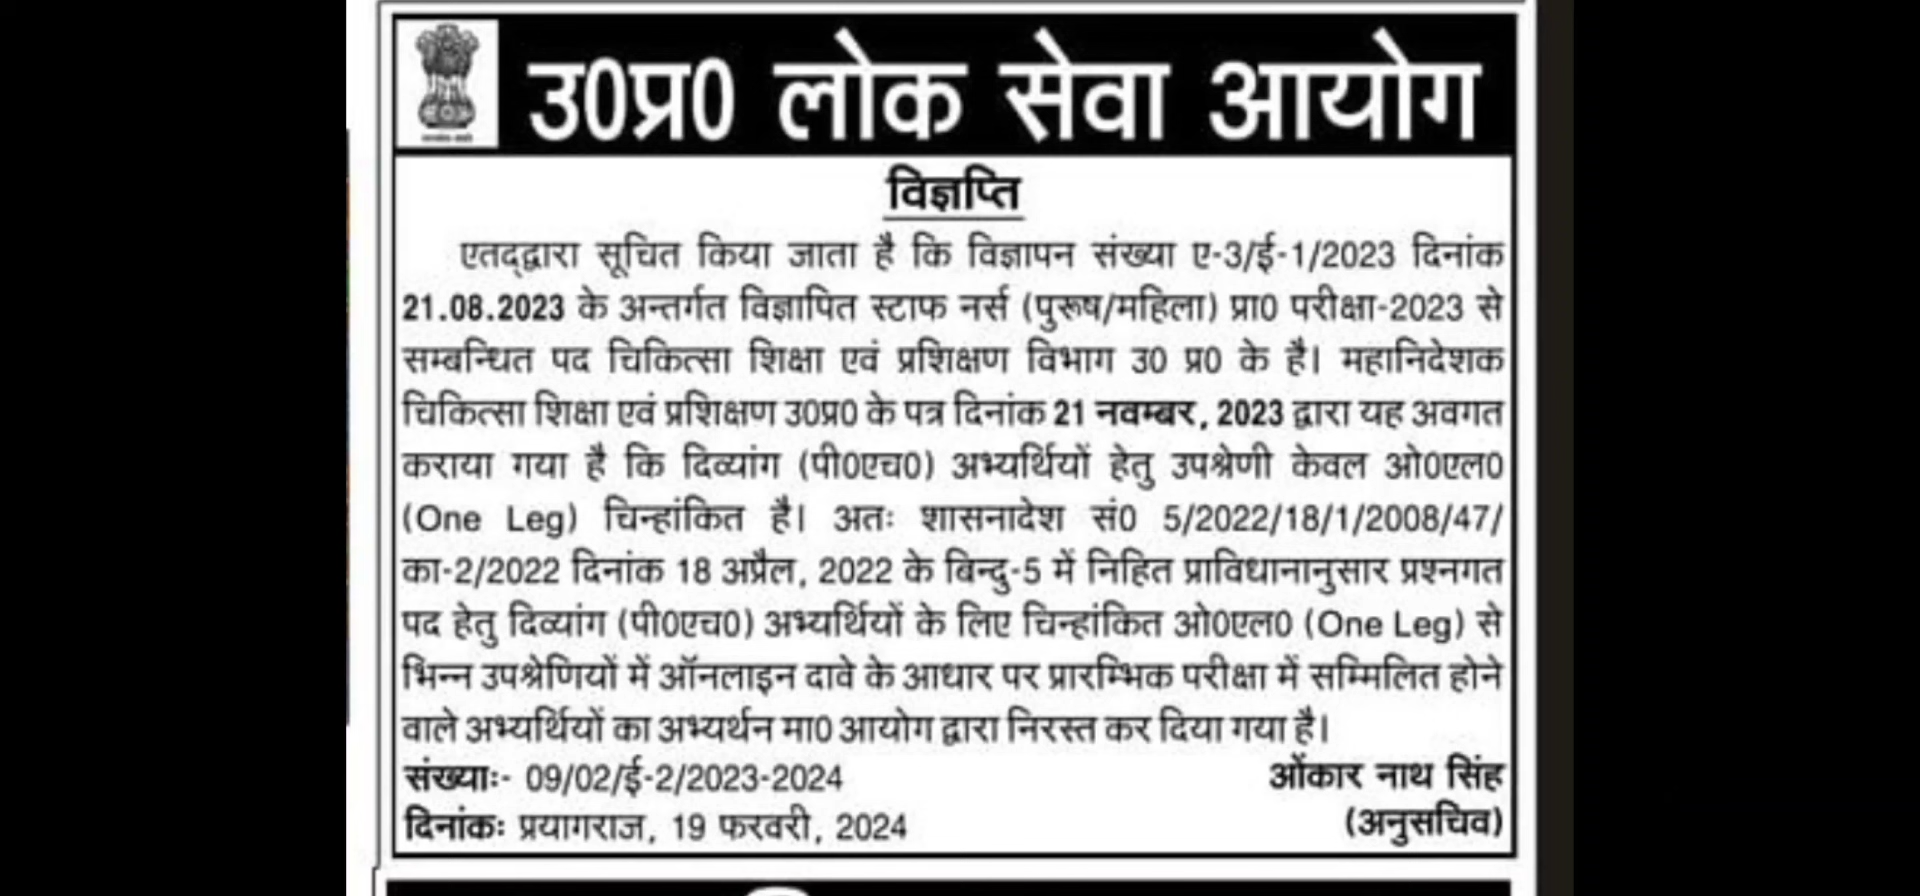 उ0प्र0 लोक सेवा आयोग
विज्ञप्ति
एतद्द्वारा सूचित किया जाता है कि विज्ञापन संख्या ए-3/ई-1/2023 दिनांक
21.08.2023 के अन्तर्गत विज्ञापित स्टाफ नर्स (पुरूष/महिला) प्रा0 परीक्षा-2023 से
सम्बन्धित पद चिकित्सा शिक्षा एवं प्रशिक्षण विभाग उ0 प्र0 के है। महानिदेशक
चिकित्सा शिक्षा एवं प्रशिक्षण उ0प्र0 के पत्र दिनांक 21 नवम्बर, 2023 द्वारा यह अवगत
कराया गया है कि दिव्यांग (पी0एच0) अभ्यर्थियों हेतु उपश्रेणी केवल ओ0एल0
(One Leg) चिन्हांकित है। अतः शासनादेश सं0 5/2022/18/1/2008/47/
का-2/2022 दिनांक 18 अप्रैल, 2022 के बिन्दु-5 में निहित प्राविधानानुसार प्रश्नगत
पद हेतु दिव्यांग (पी0एच0) अभ्यर्थियों के लिए चिन्हांकित ओ0एल0 (One Leg) से
भिन्न उपश्रेणियों में ऑनलाइन दावे के आधार पर प्रारम्भिक परीक्षा में सम्मिलित होने
वाले अभ्यर्थियों का अभ्यर्थन मा0 आयोग द्वारा निरस्त कर दिया गया है।
संख्याः- 09/02/ई-2/2023-2024
ओंकार नाथ सिंह
दिनांकः प्रयागराज, 19 फरवरी, 2024
(अनुसचिव)